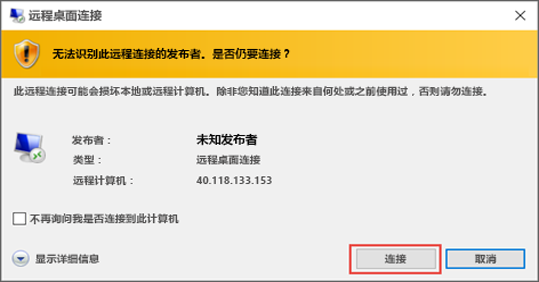 远程桌面连接
无法识别此远程连接的发布者。是否仍要连接？
此远程连接可能会损坏本地或远程计算机。除非您知道此连接来自何处或之前使用过，否则请勿连接。
发布者： 未知发布者
类型： 远程桌面连接
远程计算机： 40.118.133.153
不再询问我是否连接到此计算机
显示详细信息 连接 取消